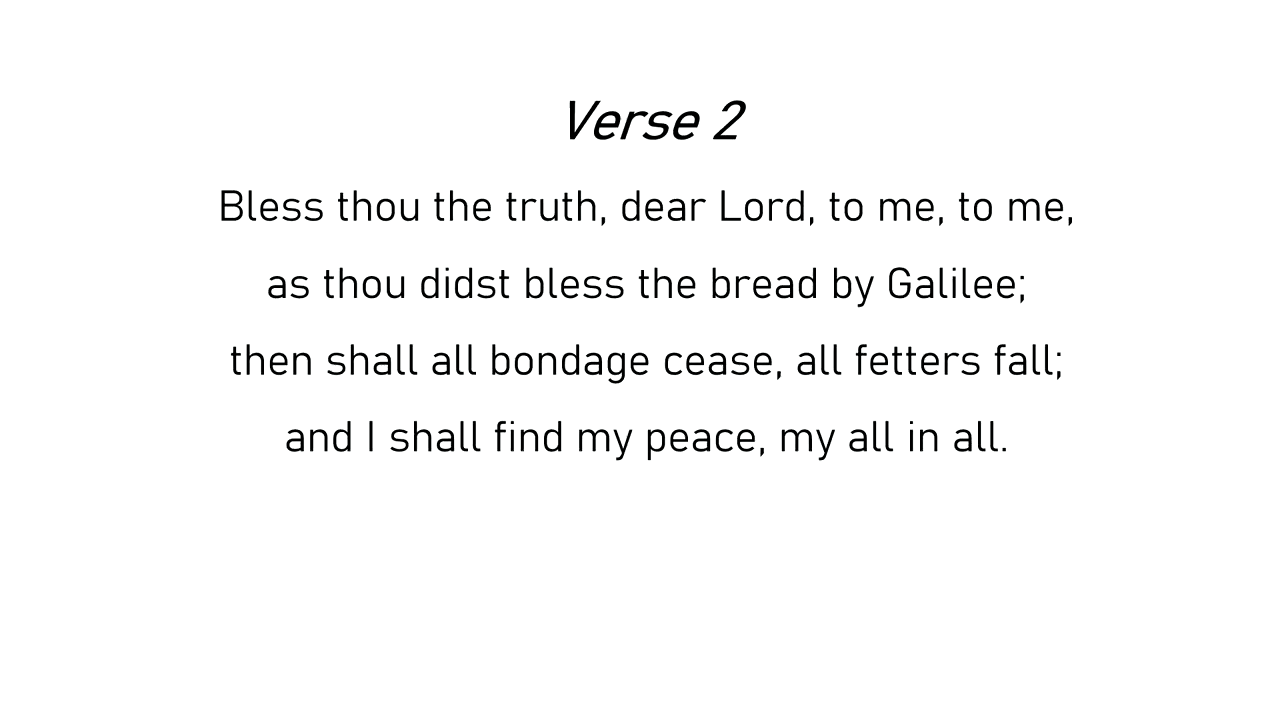 Verse 2
Bless thou the truth, dear Lord, to me, to me,
as thou didst bless the bread by Galilee;
then shall all bondage cease, all fetters fall;
and I shall find my peace, my all in all.